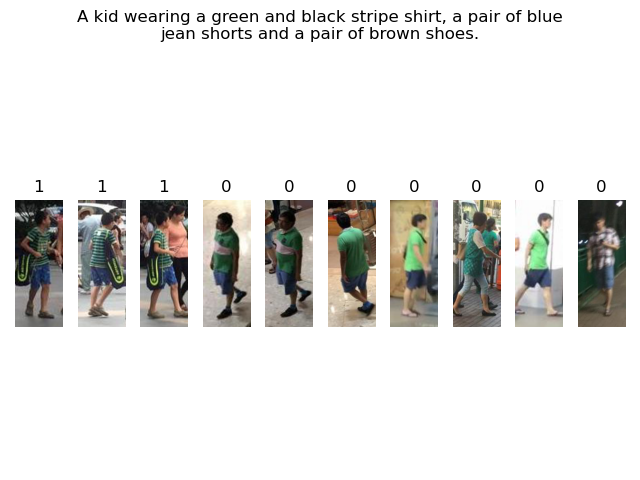 A kid wearing a green and black stripe shirt, a pair of blue
jean shorts and a pair of brown shoes.
1 1 1 0 0 0 0 0 0 0